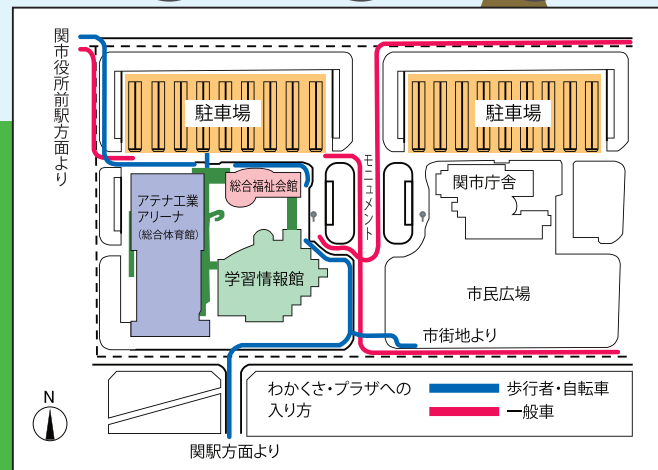 関市役所前駅方面より
駐車場
駐車場
モニュメント
総合福祉会館
関市庁舎
アテナ工業
アリーナ
(総合体育館)
学習情報館
市民広場
市街地より
N
わかくさ・プラザへの
入り方
歩行者・自転車
一般車
関駅方面より